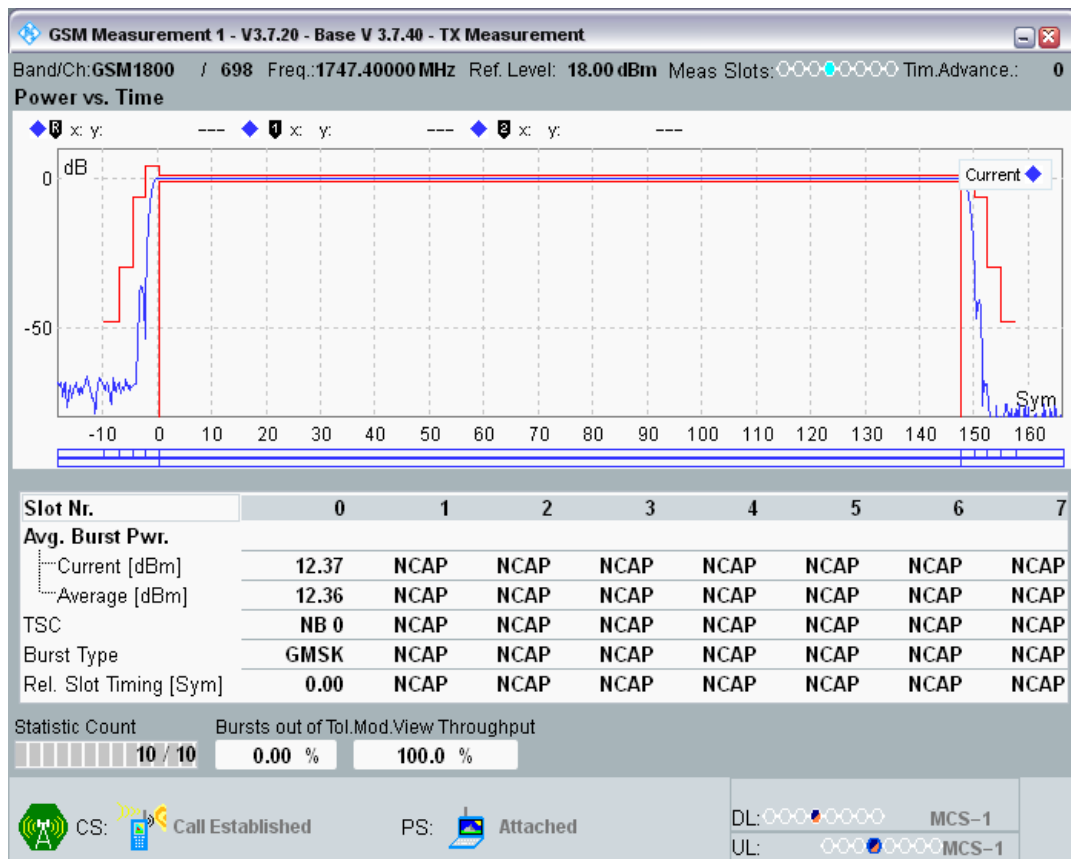 GSM Measurement 1 - V3.7.20 - Base V 3.7.40 - TX Measurement
Band/Ch:GSM1800 / 698 Freq.:1747.40000 MHz Ref. Level: 18.00 dBm Meas Slots: Tim.Advance.: 0
Power vs. Time
R x: y: --- 1 x: y: --- 2 x: y: ---
dB
Current
0
-50
Sym
-10 0 10 20 30 40 50 60 70 80 90 100 110 120 130 140 150 160
Slot Nr. 0 1 2 3 4 5 6 7
Avg. Burst Pwr.
Current [dBm] 12.37 NCAP NCAP NCAP NCAP NCAP NCAP NCAP
Average [dBm] 12.36 NCAP NCAP NCAP NCAP NCAP NCAP NCAP
TSC NB 0 NCAP NCAP NCAP NCAP NCAP NCAP NCAP
Burst Type GMSK NCAP NCAP NCAP NCAP NCAP NCAP NCAP
Rel. Slot Timing [Sym] 0.00 NCAP NCAP NCAP NCAP NCAP NCAP NCAP
Statistic Count Bursts out of Tol.Mod.View Throughput
10 / 10 0.00 % 100.0 %
CS: Call Established PS: Attached
DL: MCS-1
UL: MCS-1